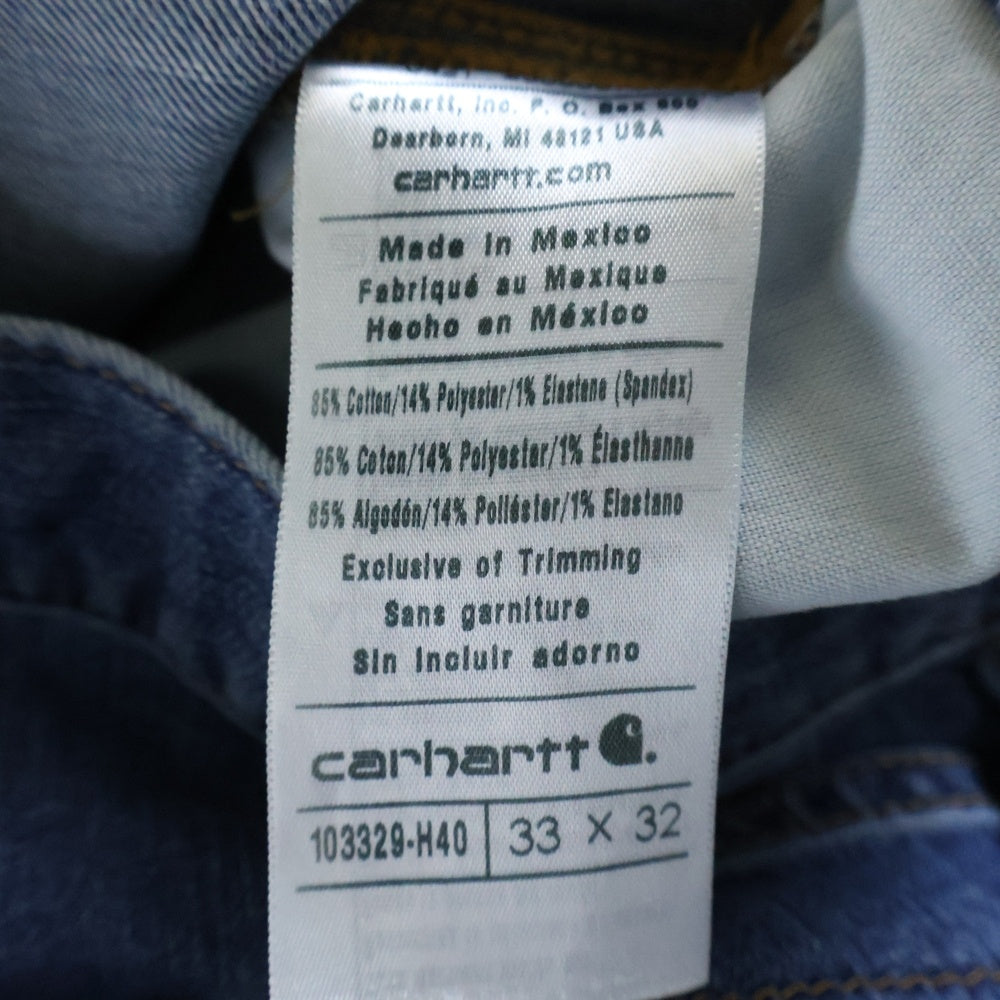 Carhartt, Inc. P. O. Box 600
Dearborn, MI 48121 USA
carhartt.com
Made in Mexico
Fabriqué au Mexique
Hecho en México
85% Cotton/14% Polyester/1% Elastane (Spandex)
85% Coton/14% Polyester/1% Élasthanne
85% Algodón/14% Poliéster/1% Elastano
Exclusive of Trimming
Sans garniture
Sin incluir adorno
carhartt
103329-H40 33 X 32